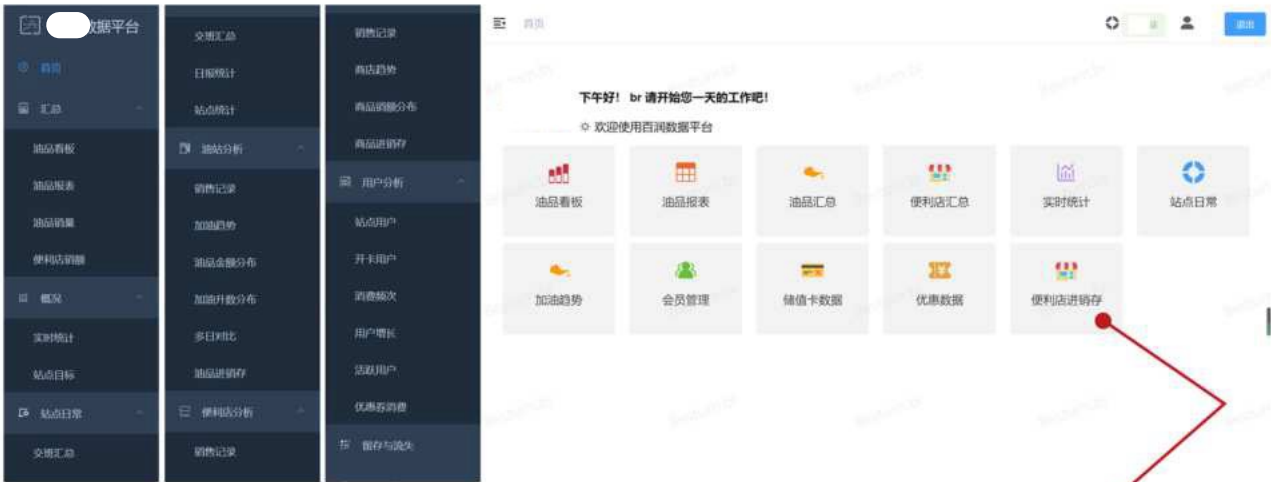 数据平台
首页
汇总
油品看板
油品报表
油品销量
便利店销额
概况
实时统计
站点目标
站点日常
交班汇总
交班汇总
日报统计
站点统计
油站分析
销售记录
加油趋势
油品金额分布
加油升数分布
多日对比
油品进销存
便利店分析
销售记录
销售记录
商店趋势
商品销额分布
商品进销存
用户分析
站点用户
开卡用户
消费频次
用户增长
活跃用户
优惠券消费
留存与流失
首页
退出
下午好！ br 请开始您一天的工作吧！
欢迎使用百润数据平台
油品看板
油品报表
油品汇总
便利店汇总
实时统计
站点日常
加油趋势
会员管理
储值卡数据
优惠数据
便利店进销存